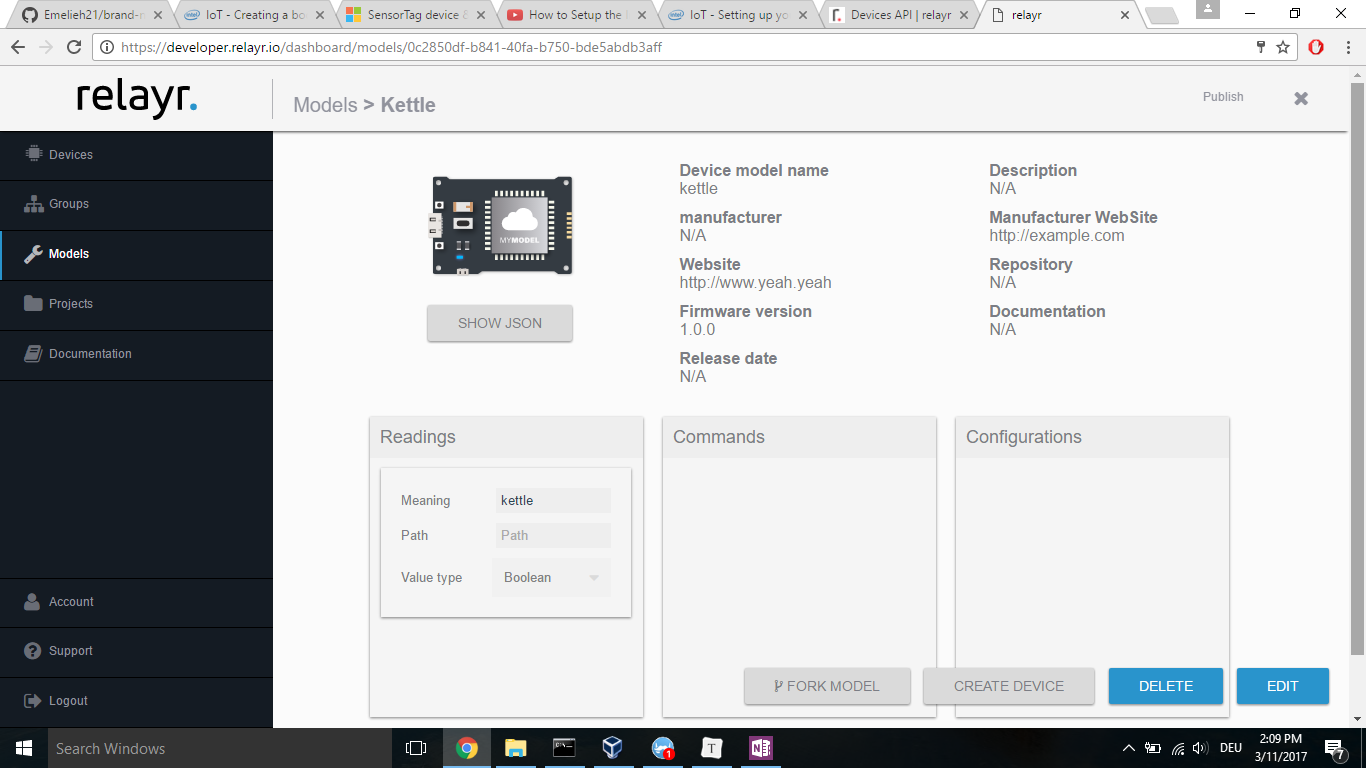 Emelieh21/brand-n
IoT - Creating a bo
SensorTag device &
How to Setup the
IoT - Setting up yo
Devices API | relayr
relayr
https://developer.relayr.io/dashboard/models/0c2850df-b841-40fa-b750-bde5abdb3aff
relayr.
Models > Kettle
Publish
Devices
Groups
Models
Projects
Documentation
Account
Support
Logout
MYMODEL
SHOW JSON
Device model name
kettle
manufacturer
N/A
Website
http://www.yeah.yeah
Firmware version
1.0.0
Release date
N/A
Description
N/A
Manufacturer WebSite
http://example.com
Repository
N/A
Documentation
N/A
Readings
Meaning kettle
Path Path
Value type Boolean
Commands
Configurations
FORK MODEL
CREATE DEVICE
DELETE
EDIT
Search Windows
1
T
N
DEU
2:09 PM
3/11/2017
7